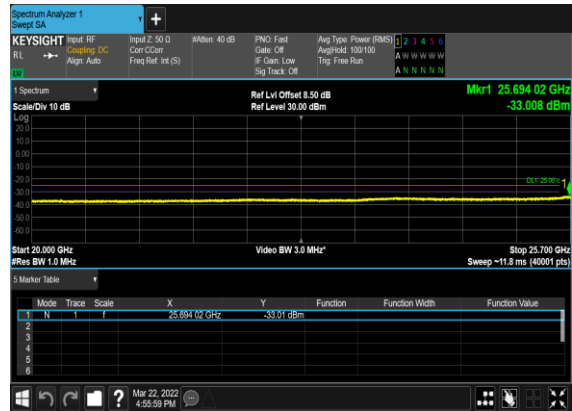 Spectrum Analyzer 1
Swept SA
KEYSIGHT Input: RF Input Z: 50 Ω #Atten: 40 dB PNO: Fast Avg Type: Power (RMS) 1 2 3 4 5 6
RL Coupling: DC Corr CCorr Gate: Off Avg|Hold: 100/100 A W W W W W
Align: Auto Freq Ref: Int (S) IF Gain: Low Trig: Free Run
Sig Track: Off A N N N N N
1 Spectrum Ref Lvl Offset 8.50 dB Mkr1 25.694 02 GHz
Scale/Div 10 dB Ref Level 30.00 dBm -33.008 dBm
Log
20.0
10.0
0.00
-10.0
-20.0
DL1 -25.00 1
-30.0
-40.0
-50.0
-60.0
Start 20.000 GHz Video BW 3.0 MHz* Stop 25.700 GHz
#Res BW 1.0 MHz Sweep ~11.8 ms (40001 pts)
5 Marker Table
Mode Trace Scale X Y Function Function Width Function Value
1 N 1 f 25.694 02 GHz -33.01 dBm
2
3
4
5
6
? Mar 22, 2022
4:55:59 PM